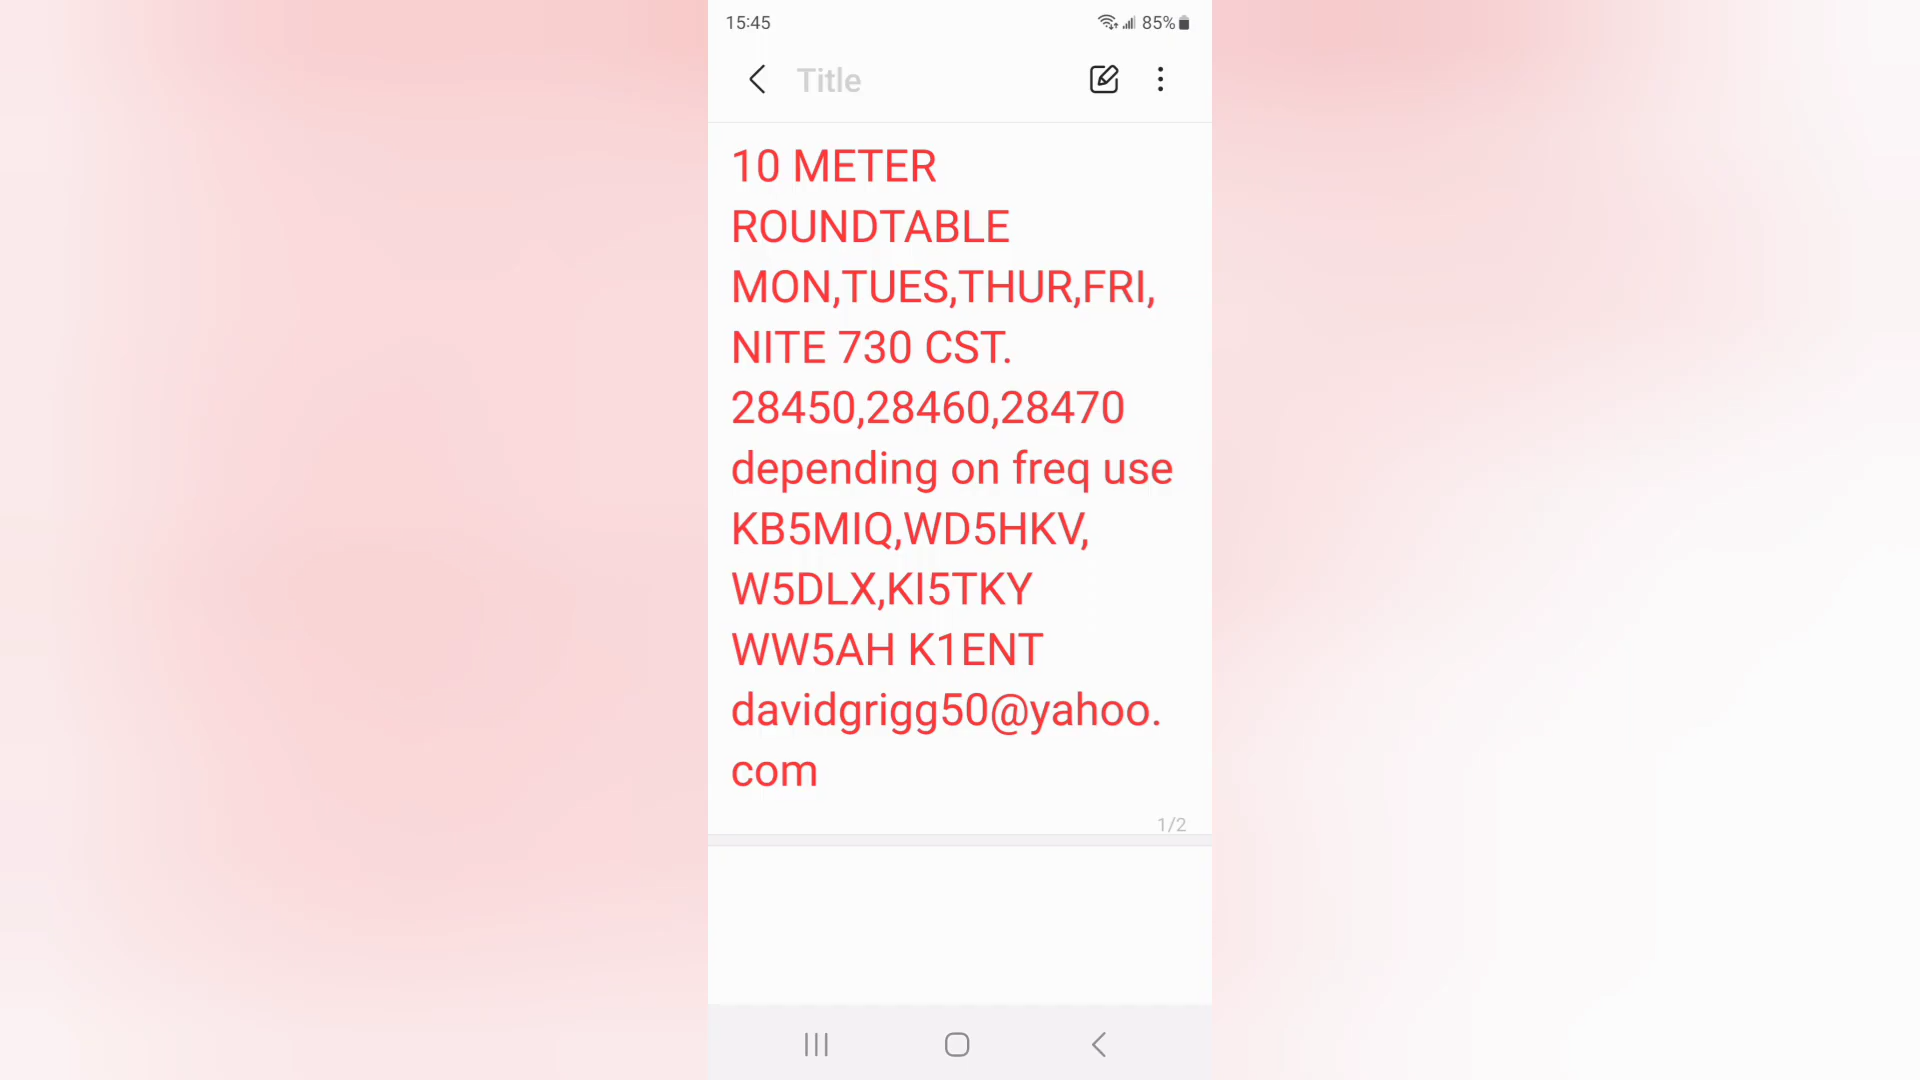 15:45
85%
Title
10 METER
ROUNDTABLE
MON,TUES,THUR,FRI,
NITE 730 CST.
28450,28460,28470
depending on freq use
KB5MIQ,WD5HKV,
W5DLX,KI5TKY
WW5AH K1ENT
davidgrigg50@yahoo.
com
1/2